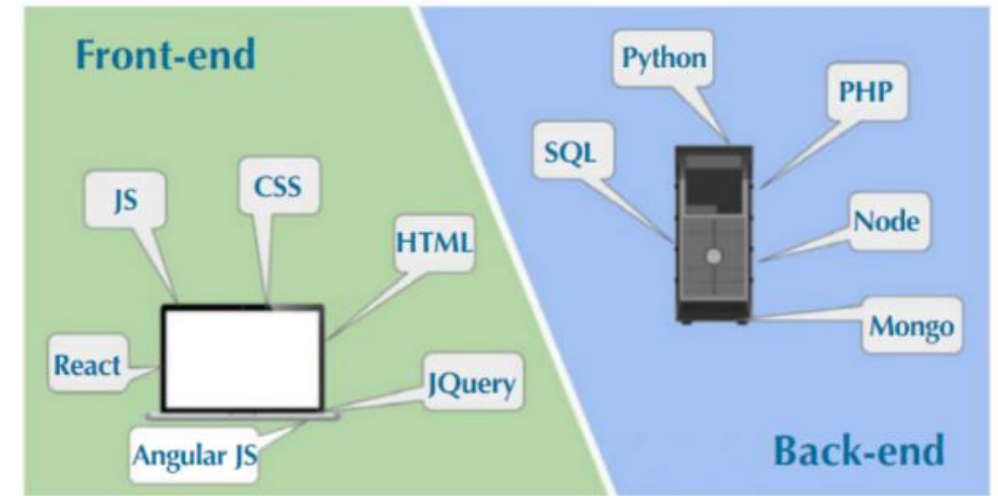 Front-end
JS
CSS
HTML
React
JQuery
Angular JS
Python
PHP
SQL
Node
Mongo
Back-end